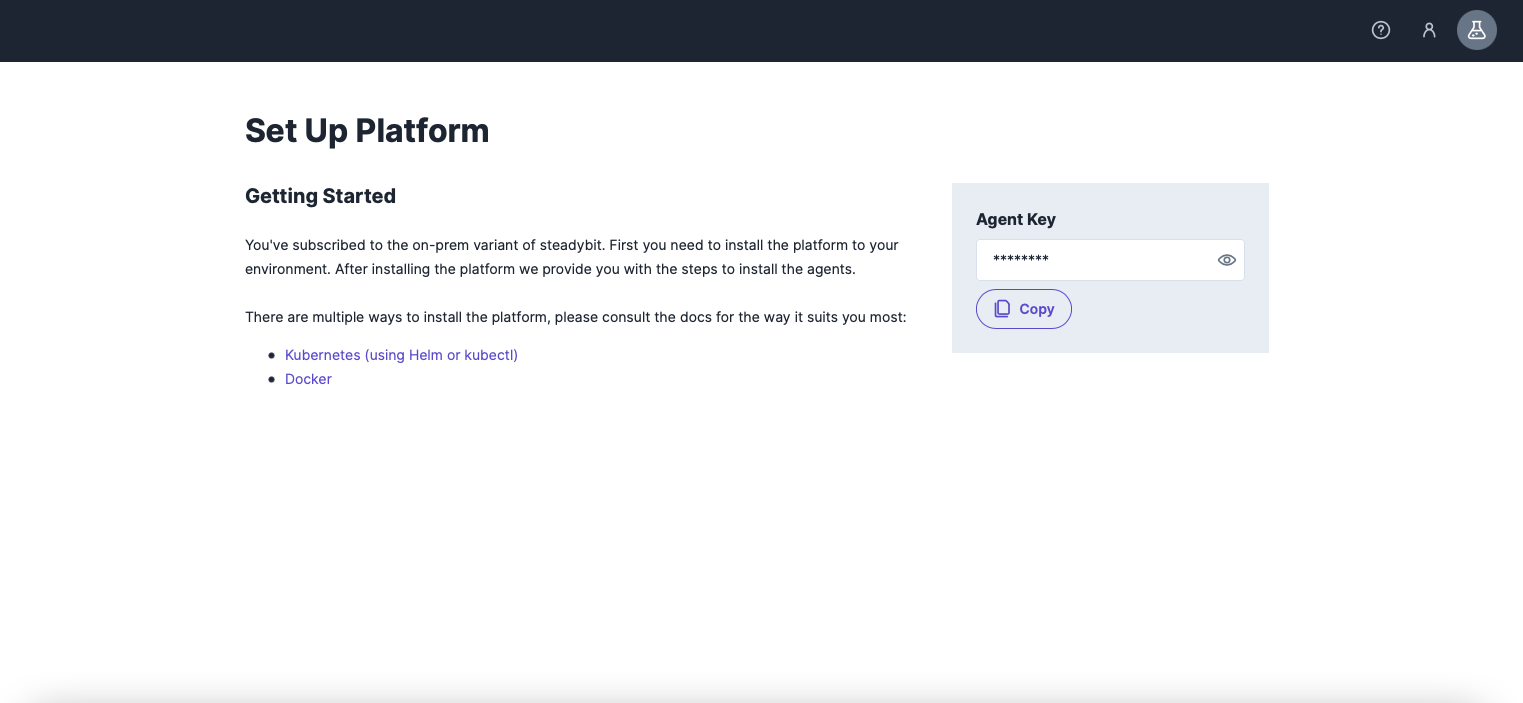 Set Up Platform
Getting Started
You've subscribed to the on-prem variant of steadybit. First you need to install the platform to your
environment. After installing the platform we provide you with the steps to install the agents.
There are multiple ways to install the platform, please consult the docs for the way it suits you most:
Kubernetes (using Helm or kubectl)
Docker
Agent Key
********
Copy